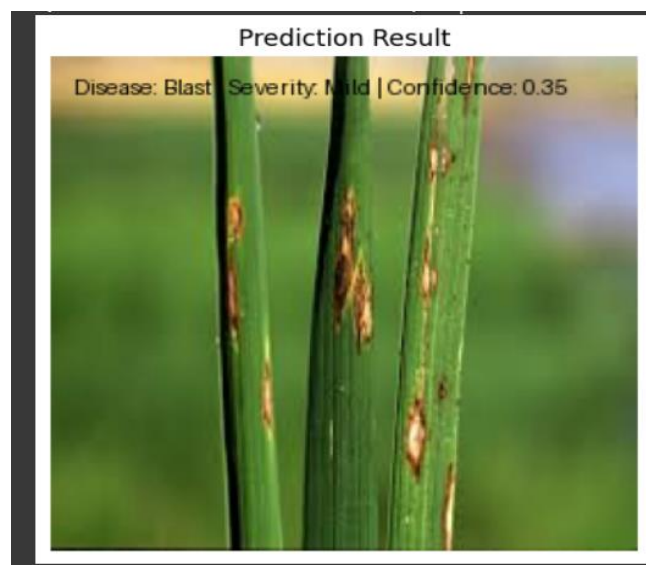 Prediction Result
Disease: Blast | Severity: Mild | Confidence: 0.35